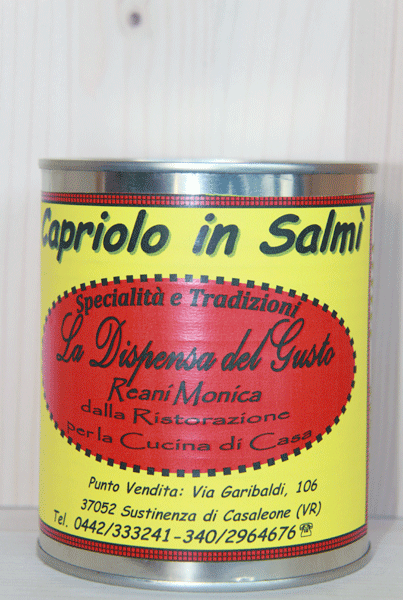 Capriolo in Salmì
Specialità e Tradizioni
La Dispensa del Gusto
Reani Monica
dalla Ristorazione
per la Cucina di Casa
Punto Vendita: Via Garibaldi, 106
37052 Sustinenza di Casaleone (VR)
Tel. 0442/333241-340/2964676☎